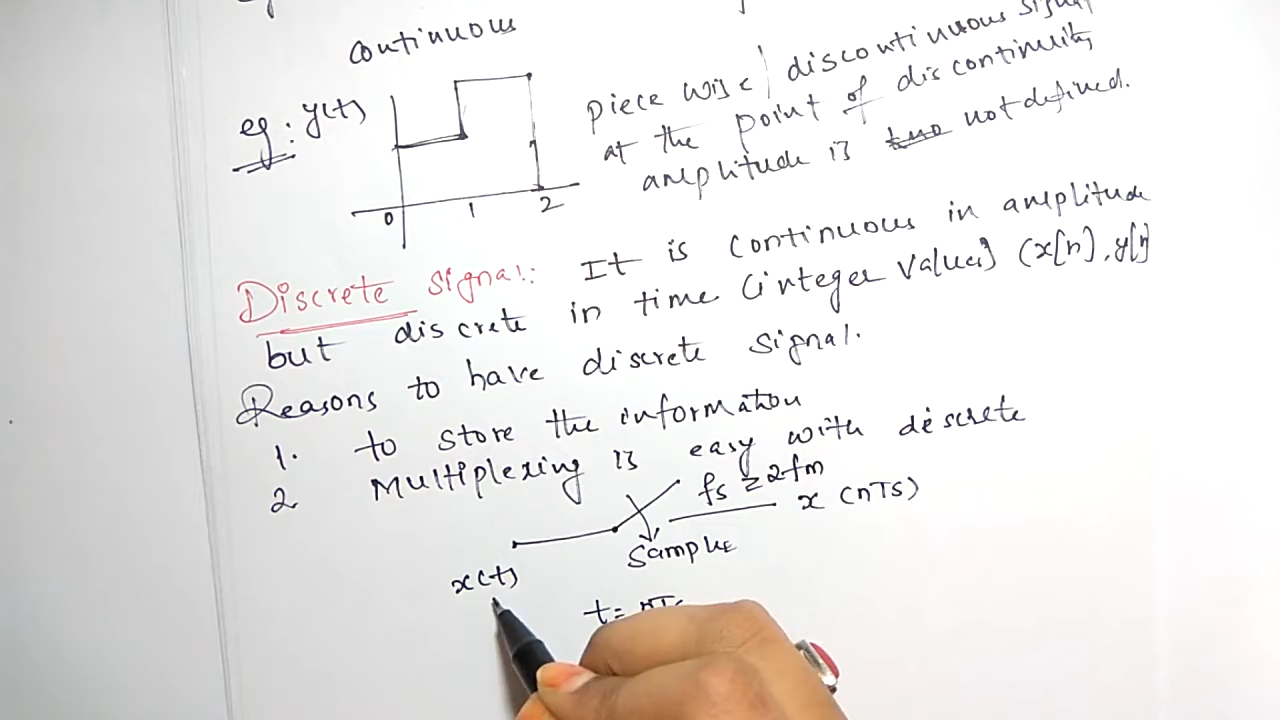 continuous
eg: y(t)
0 1 2
piece wise/discontinuous signal
at the point of discontinuity
amplitude is not defined.
Discrete signal: It is continuous in amplitude
but discrete in time (integer values) (x[n], y[n]
Reasons to have discrete signal.
1. to store the information
2 Multiplexing is easy with discrete
fs ≥ 2fm
x (nTs)
Sample
x(t)
t = nTs